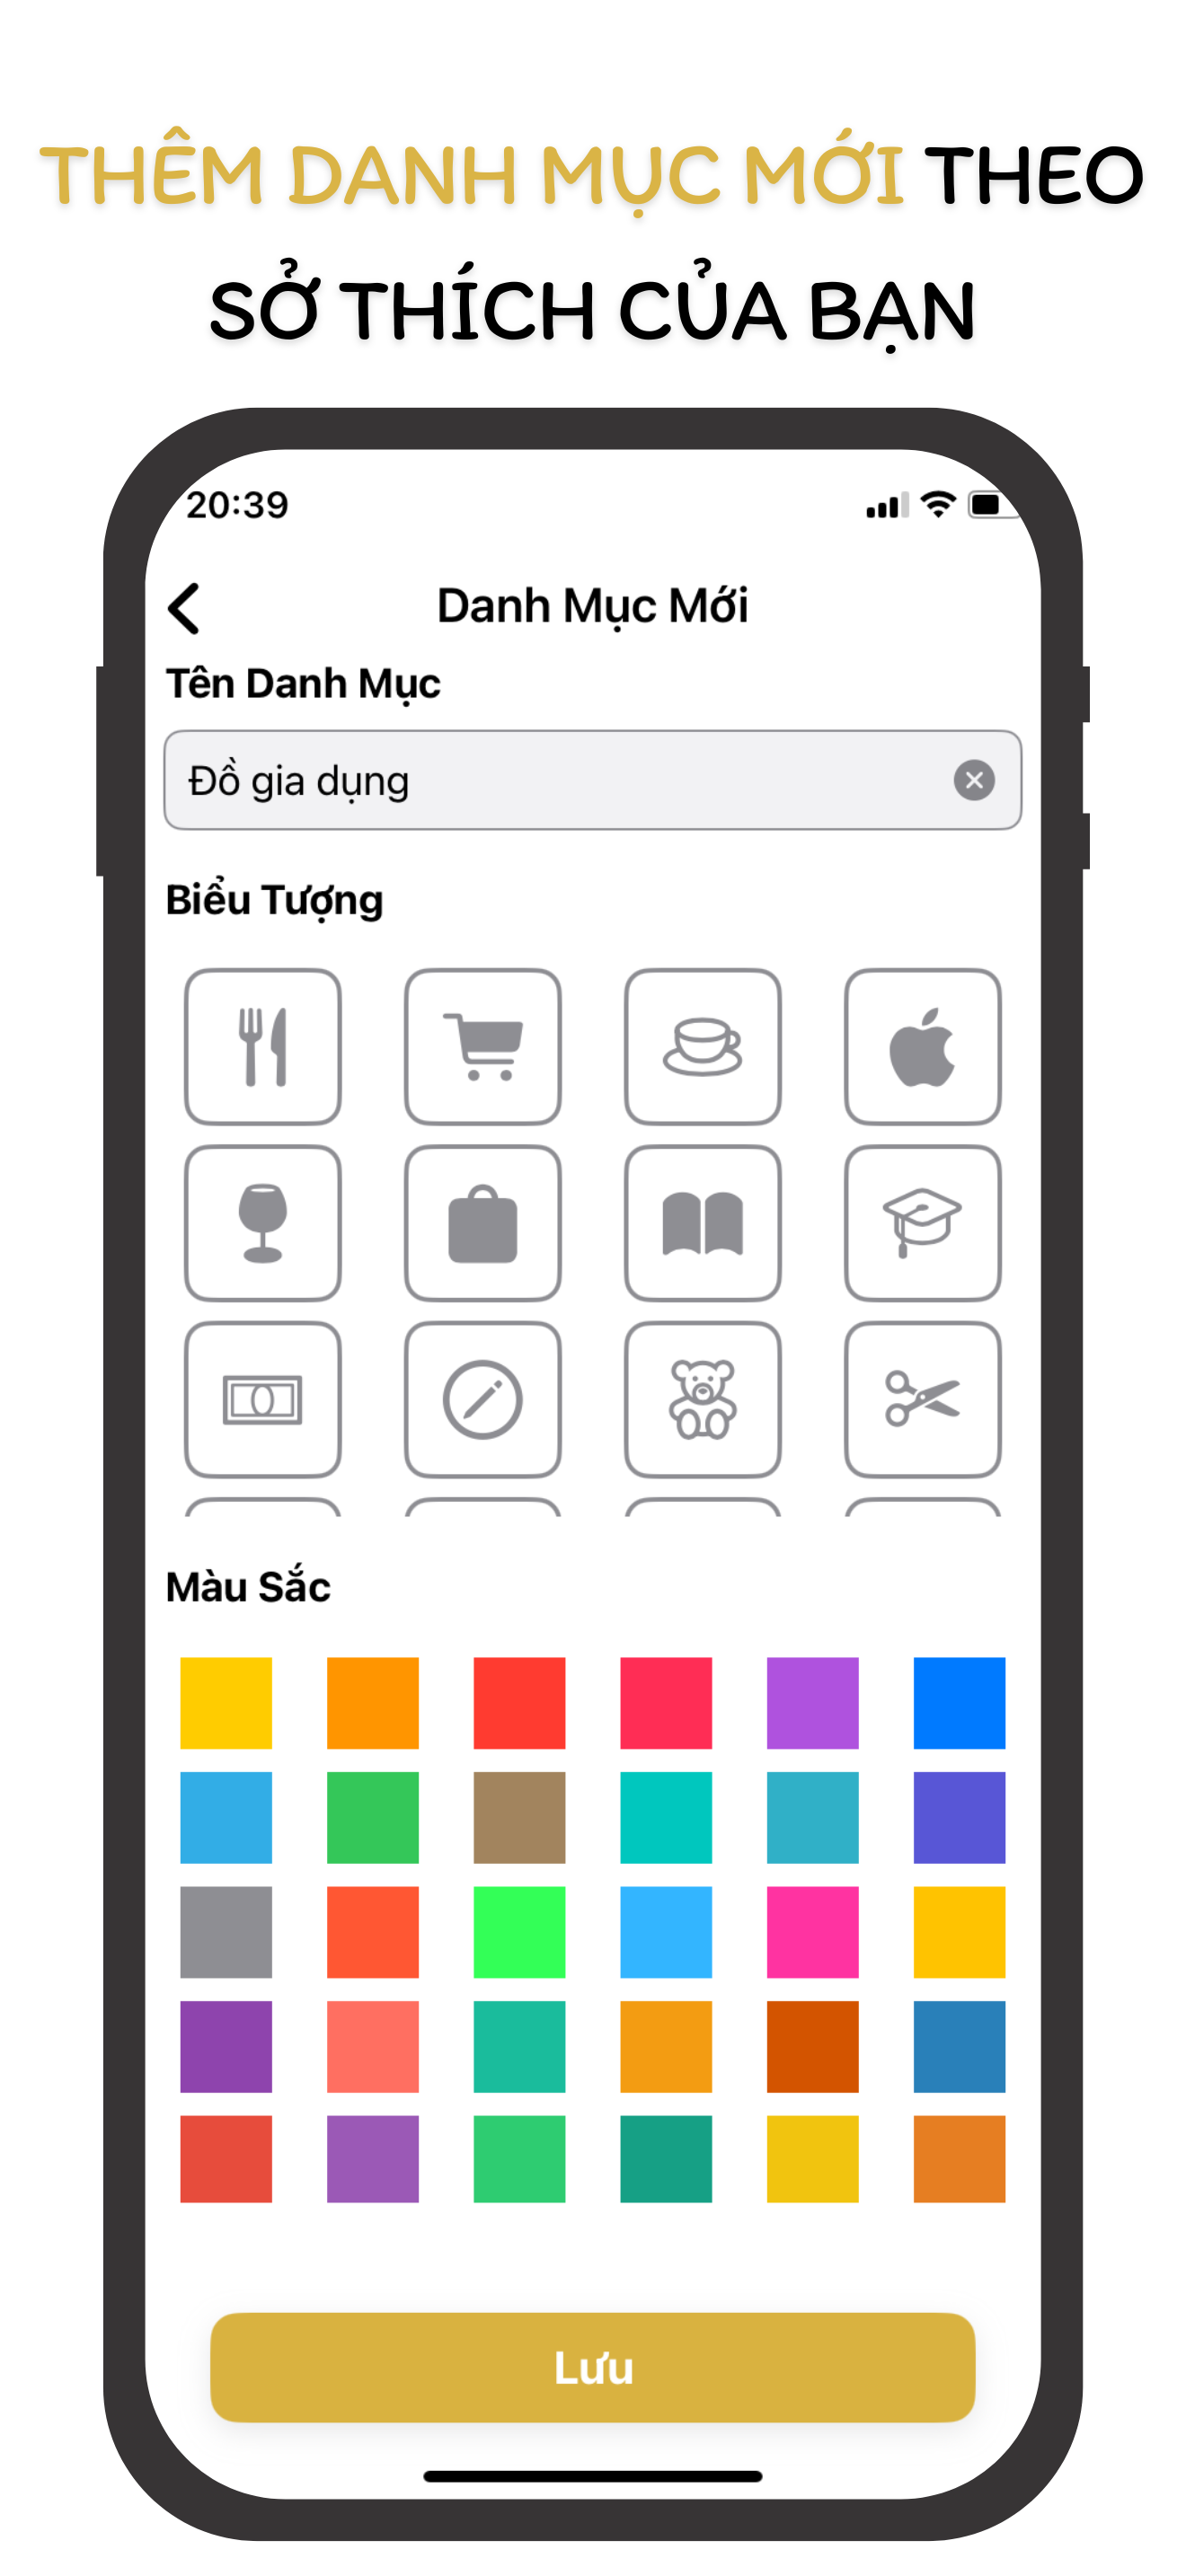 THÊM DANH MỤC MỚI THEO
SỞ THÍCH CỦA BẠN
20:39
Danh Mục Mới
Tên Danh Mục
Đồ gia dụng
Biểu Tượng
Màu Sắc
Lưu